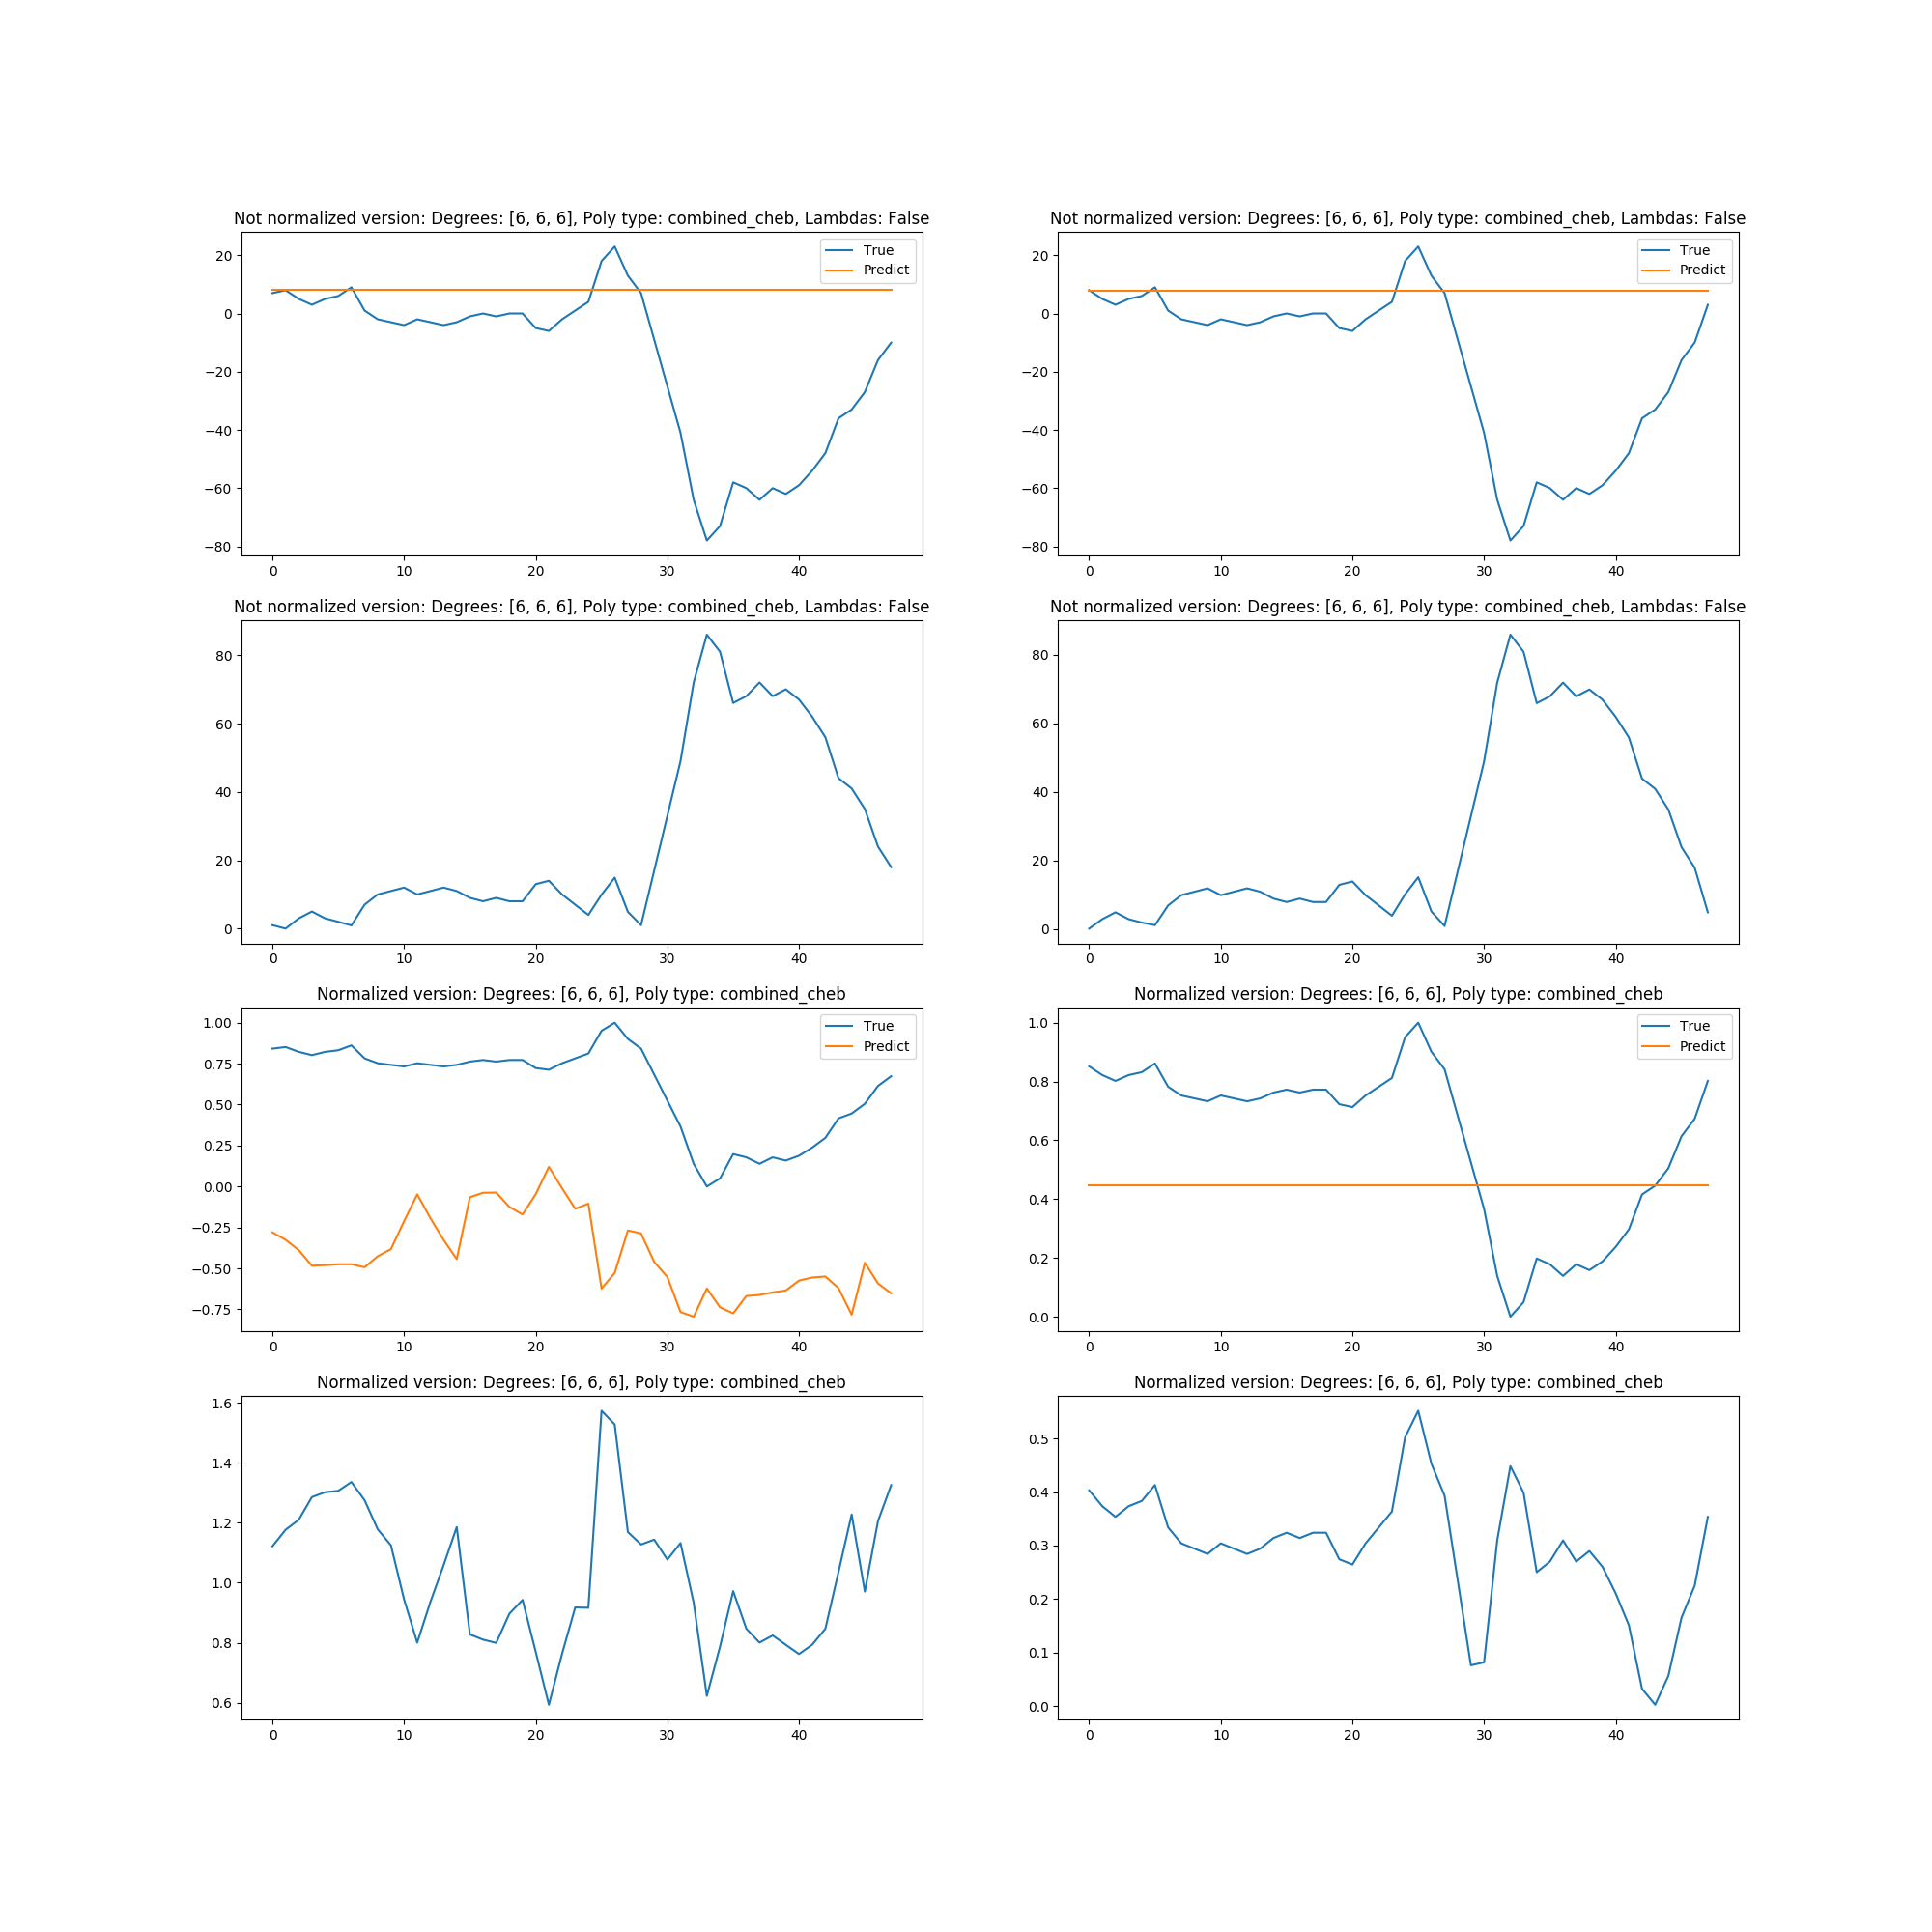 Not normalized version: Degrees: [6, 6, 6], Poly type: combined_cheb, Lambdas: False
True
Predict
20
0
−20
−40
−60
−80
0 10 20 30 40
Not normalized version: Degrees: [6, 6, 6], Poly type: combined_cheb, Lambdas: False
True
Predict
20
0
−20
−40
−60
−80
0 10 20 30 40
Not normalized version: Degrees: [6, 6, 6], Poly type: combined_cheb, Lambdas: False
80
60
40
20
0
0 10 20 30 40
Not normalized version: Degrees: [6, 6, 6], Poly type: combined_cheb, Lambdas: False
80
60
40
20
0
0 10 20 30 40
Normalized version: Degrees: [6, 6, 6], Poly type: combined_cheb
True
Predict
1.00
0.75
0.50
0.25
0.00
−0.25
−0.50
−0.75
0 10 20 30 40
Normalized version: Degrees: [6, 6, 6], Poly type: combined_cheb
True
Predict
1.0
0.8
0.6
0.4
0.2
0.0
0 10 20 30 40
Normalized version: Degrees: [6, 6, 6], Poly type: combined_cheb
1.6
1.4
1.2
1.0
0.8
0.6
0 10 20 30 40
Normalized version: Degrees: [6, 6, 6], Poly type: combined_cheb
0.5
0.4
0.3
0.2
0.1
0.0
0 10 20 30 40